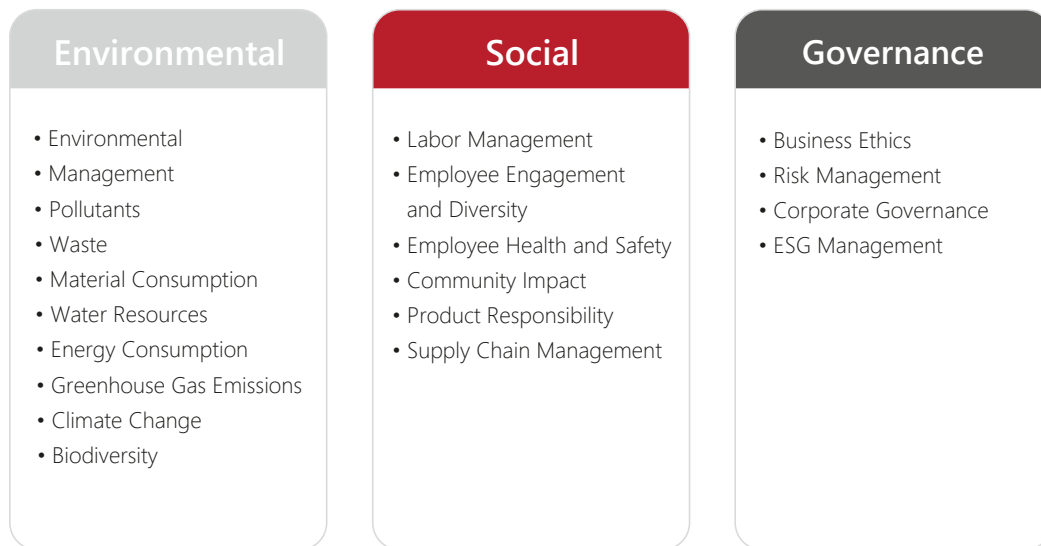 Environmental
• Environmental
• Management
• Pollutants
• Waste
• Material Consumption
• Water Resources
• Energy Consumption
• Greenhouse Gas Emissions
• Climate Change
• Biodiversity
Social
• Labor Management
• Employee Engagement
and Diversity
• Employee Health and Safety
• Community Impact
• Product Responsibility
• Supply Chain Management
Governance
• Business Ethics
• Risk Management
• Corporate Governance
• ESG Management